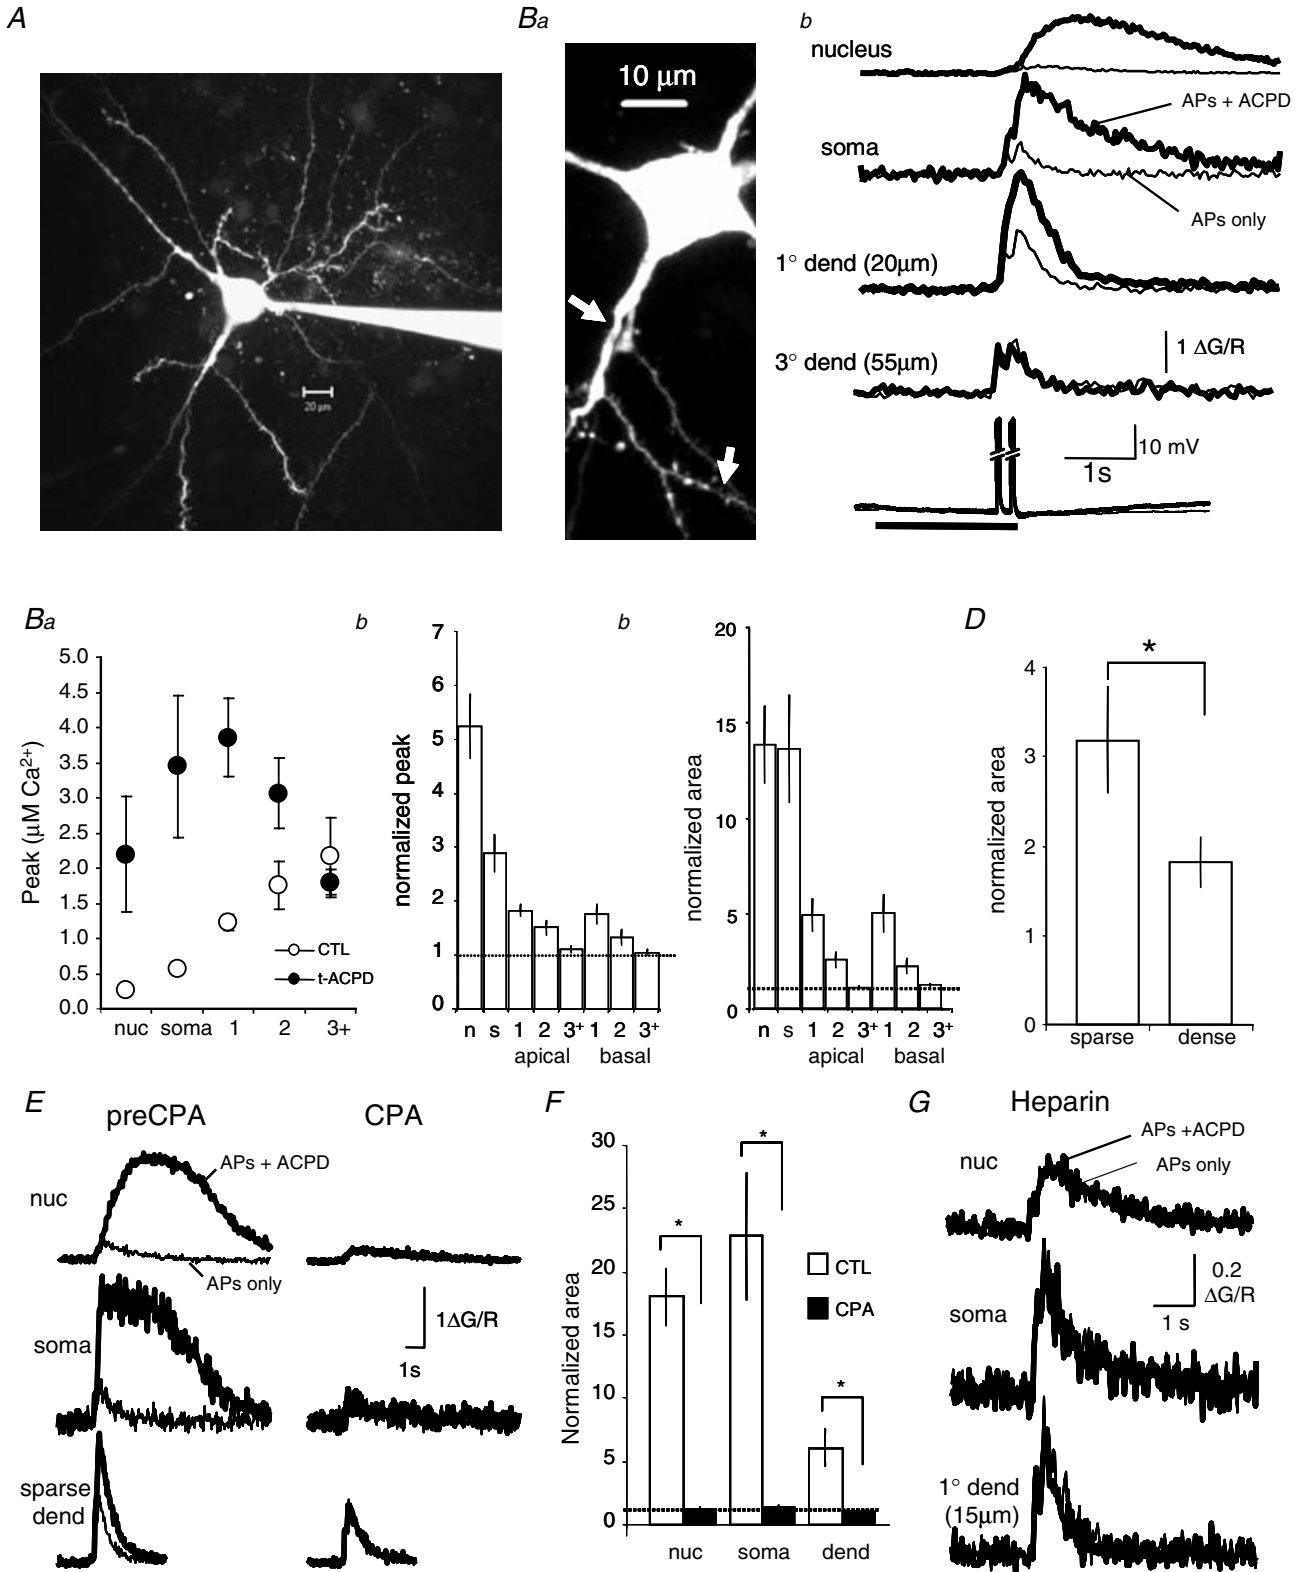 A
Ba
b
20 µm
10 µm
nucleus
APs + ACPD
soma
APs only
1° dend (20µm)
3° dend (55µm)
1 ΔG/R
10 mV
1s
Ba
Peak (µM Ca2+)
5.0
4.5
4.0
3.5
3.0
2.5
2.0
1.5
1.0
0.5
0.0
CTL
t-ACPD
nuc soma 1 2 3+
b
normalized peak
7
6
5
4
3
2
1
0
n s 1 2 3+ 1 2 3+
apical basal
b
normalized area
20
15
10
5
0
n s 1 2 3+ 1 2 3+
apical basal
D
normalized area
4
3
2
1
0
*
sparse dense
E
preCPA CPA
nuc
APs + ACPD
APs only
soma
1ΔG/R
1s
sparse
dend
F
Normalized area
30
25
20
15
10
5
0
* * *
CTL
CPA
nuc soma dend
G
Heparin
nuc
APs +ACPD
APs only
soma
0.2
ΔG/R
1 s
1° dend
(15µm)